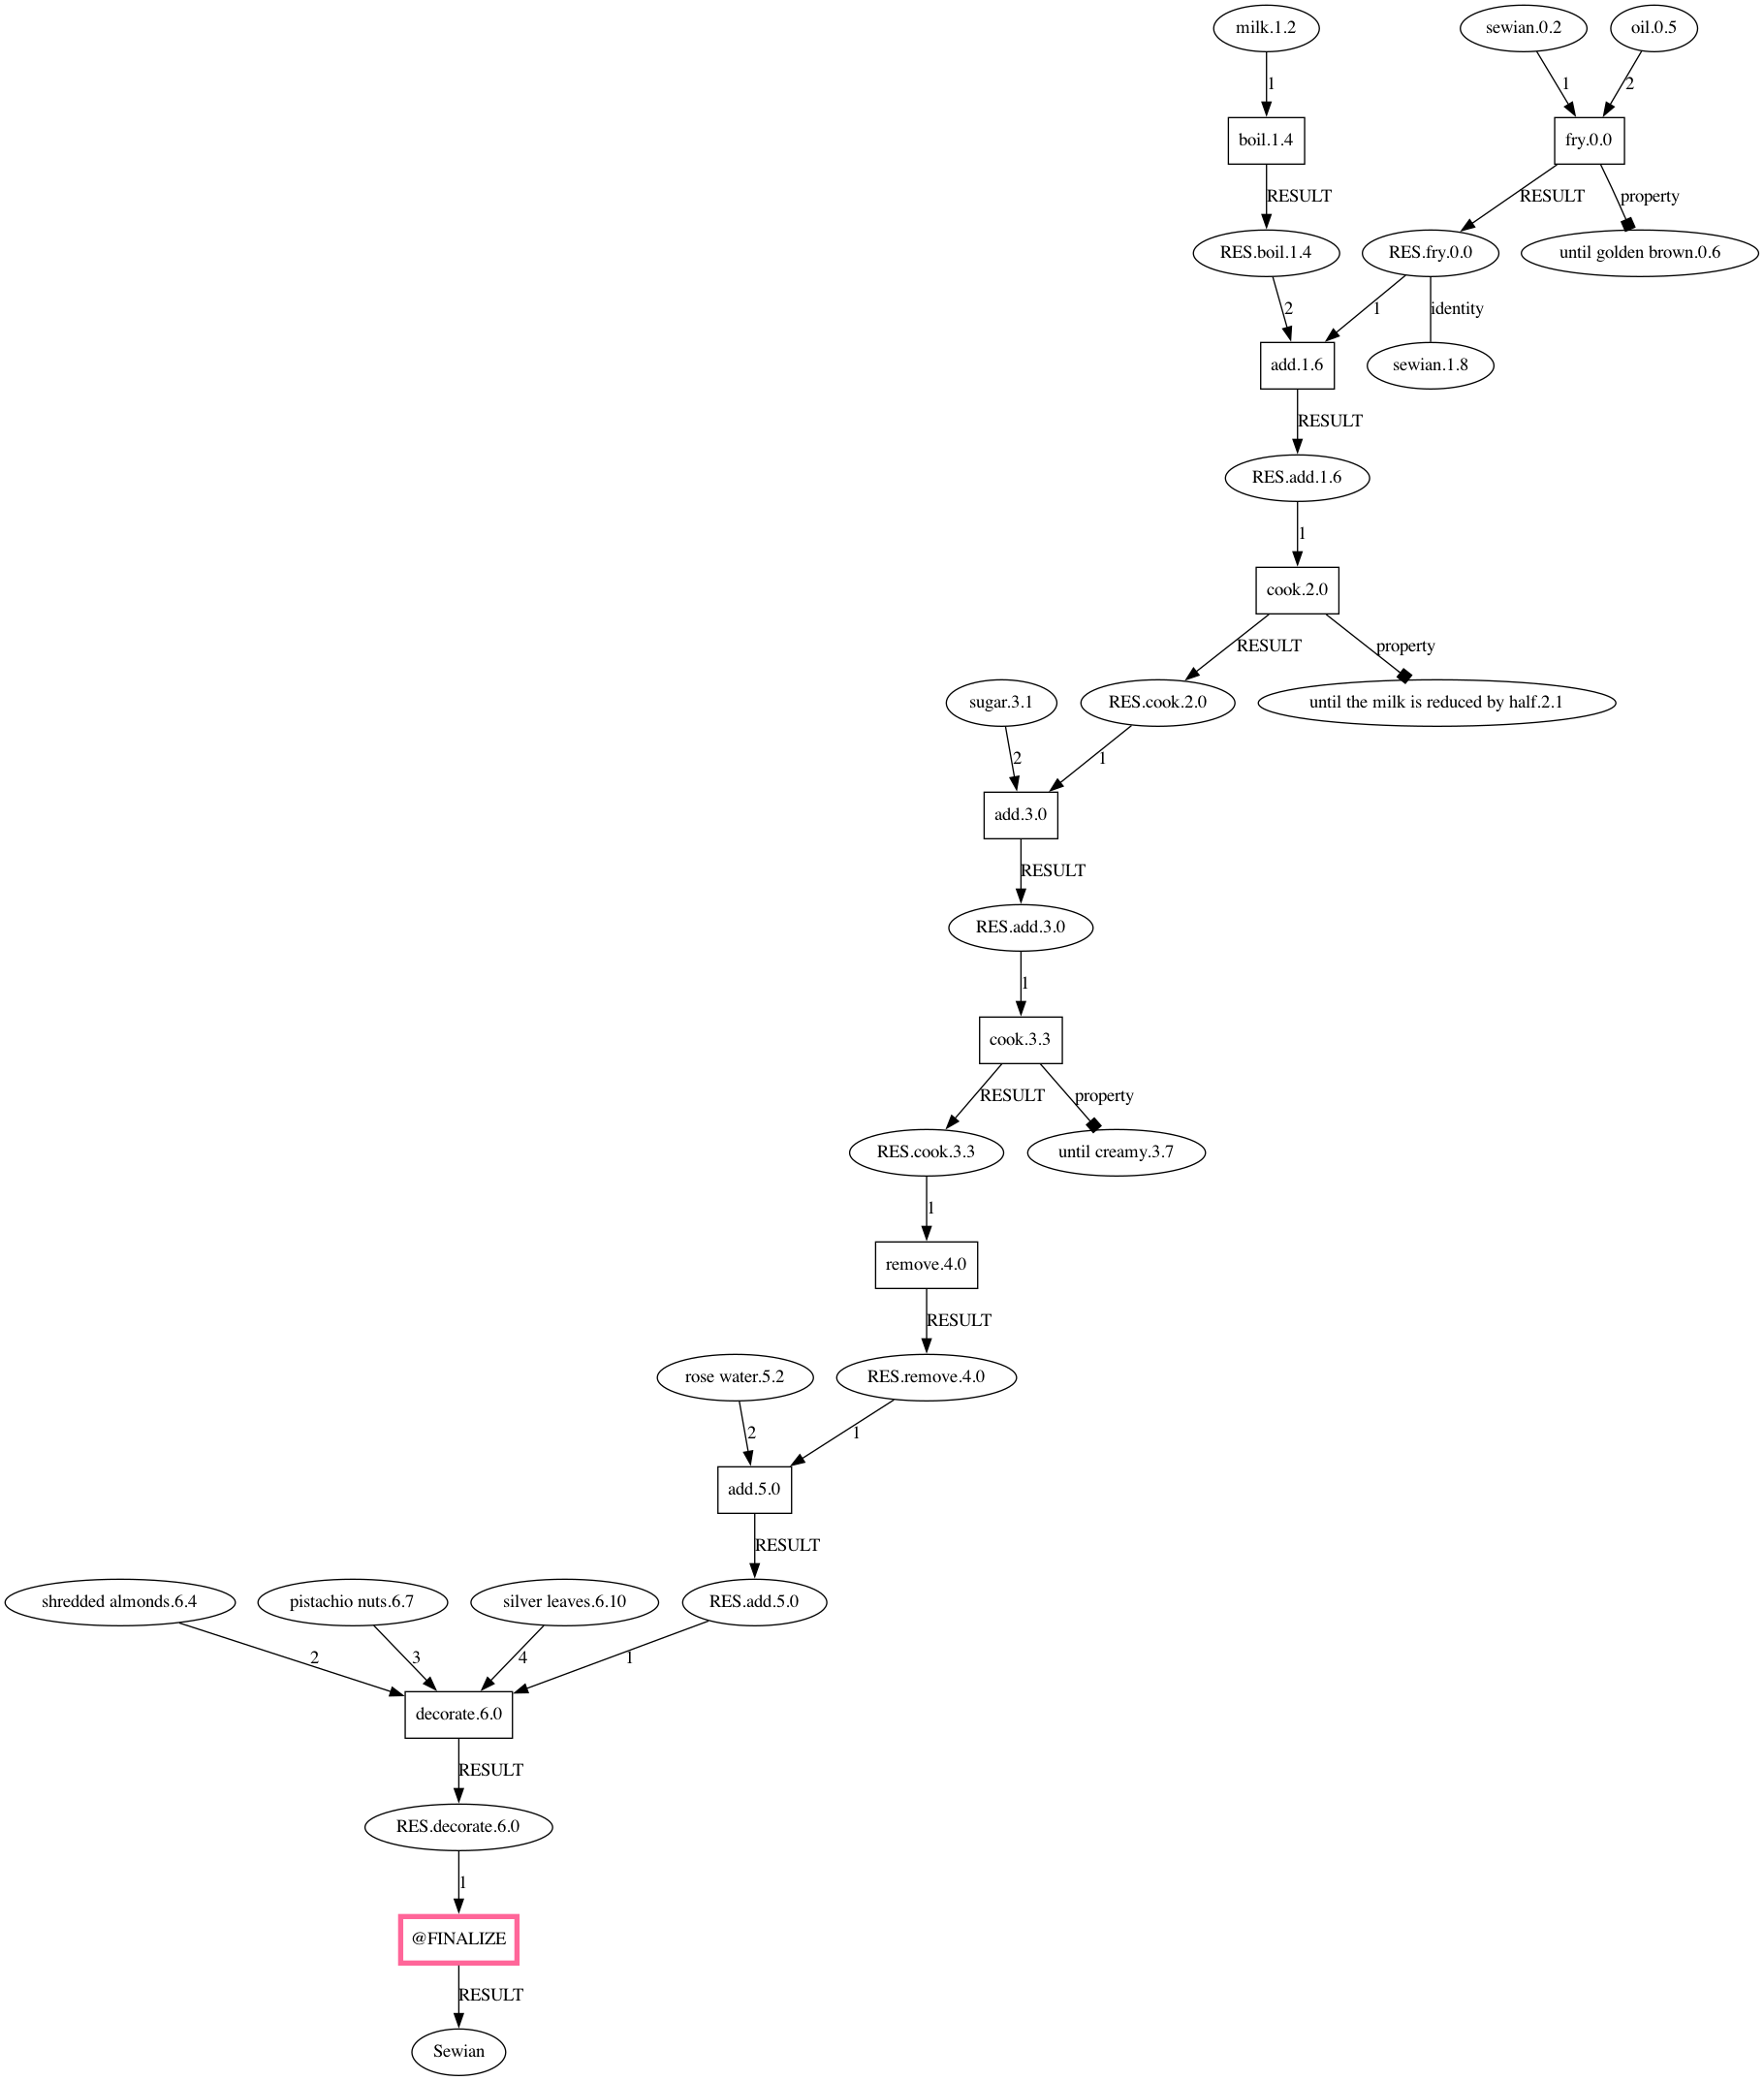 milk.1.2
sewian.0.2
oil.0.5
1
1
2
boil.1.4
fry.0.0
RESULT
RESULT
property
RES.boil.1.4
RES.fry.0.0
until golden brown.0.6
2
1
identity
add.1.6
sewian.1.8
RESULT
RES.add.1.6
1
cook.2.0
RESULT
property
sugar.3.1
RES.cook.2.0
until the milk is reduced by half.2.1
2
1
add.3.0
RESULT
RES.add.3.0
1
cook.3.3
RESULT
property
RES.cook.3.3
until creamy.3.7
1
remove.4.0
RESULT
rose water.5.2
RES.remove.4.0
2
1
add.5.0
RESULT
shredded almonds.6.4
pistachio nuts.6.7
silver leaves.6.10
RES.add.5.0
2
3
4
1
decorate.6.0
RESULT
RES.decorate.6.0
1
@FINALIZE
RESULT
Sewian